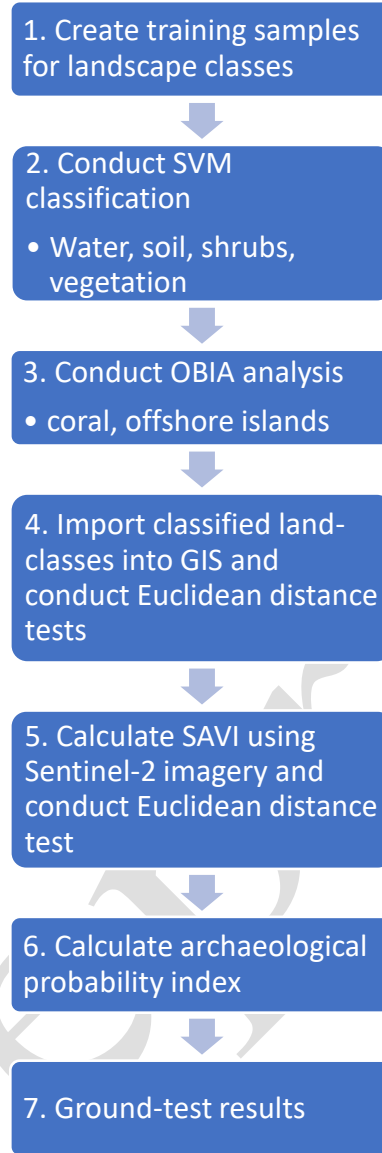 1. Create training samples
for landscape classes
2. Conduct SVM
classification
• Water, soil, shrubs,
vegetation
3. Conduct OBIA analysis
• coral, offshore islands
4. Import classified land-
classes into GIS and
conduct Euclidean distance
tests
5. Calculate SAVI using
Sentinel-2 imagery and
conduct Euclidean distance
test
6. Calculate archaeological
probability index
7. Ground-test results